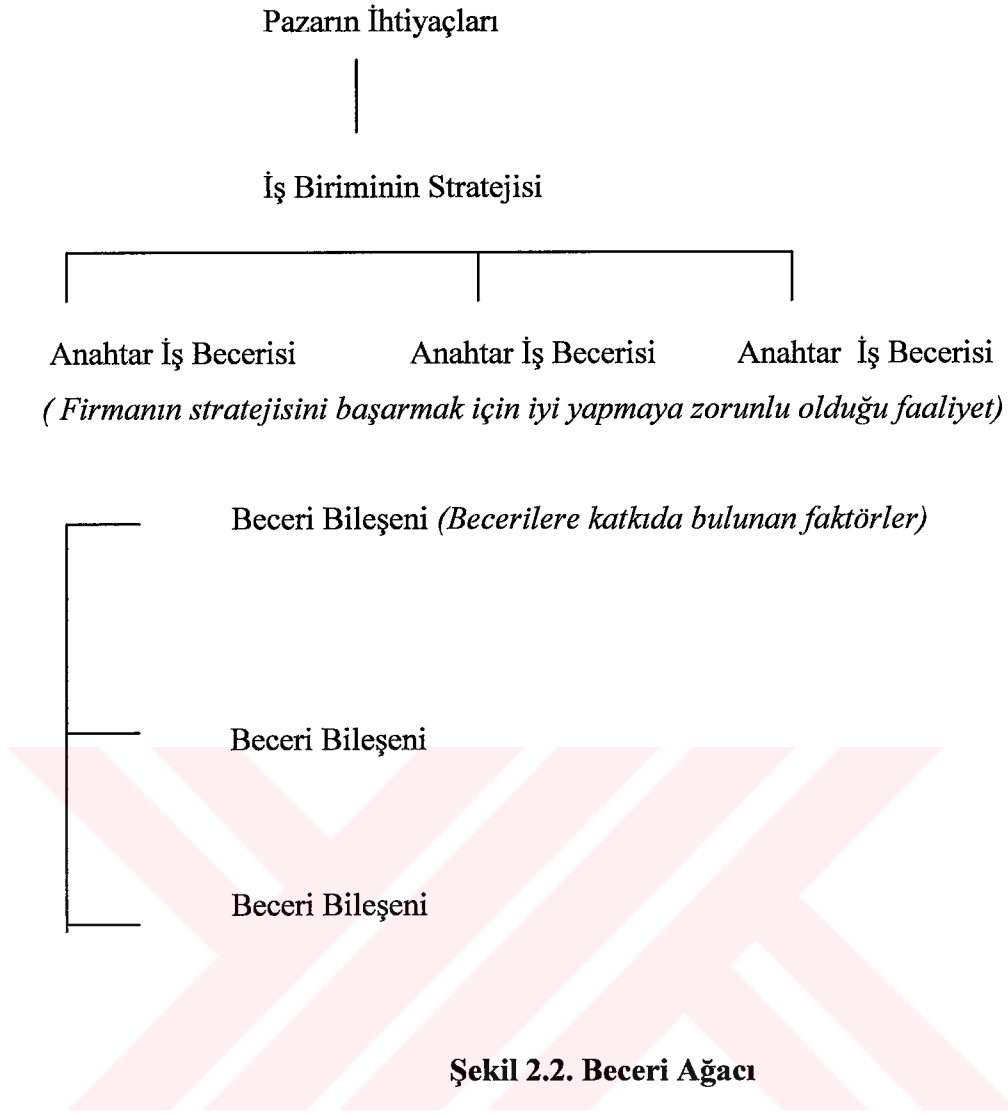 Pazarın İhtiyaçları
İş Biriminin Stratejisi
Anahtar İş Becerisi Anahtar İş Becerisi Anahtar İş Becerisi
( Firmanın stratejisini başarmak için iyi yapmaya zorunlu olduğu faaliyet)
Beceri Bileşeni (Becerilere katkıda bulunan faktörler)
Beceri Bileşeni
Beceri Bileşeni
Şekil 2.2. Beceri Ağacı